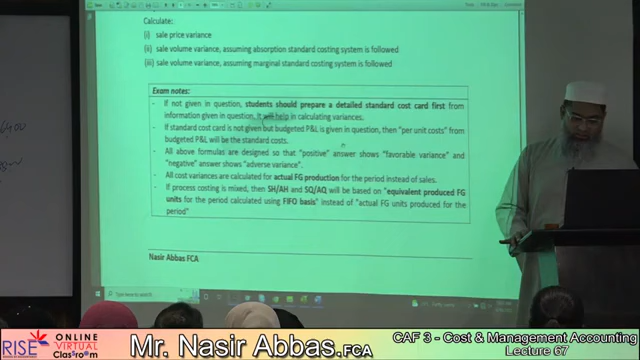 Calculate:
(i) sale price variance
(ii) sale volume variance, assuming absorption standard costing system is followed
(iii) sale volume variance, assuming marginal standard costing system is followed
Exam notes:
- If not given in question, students should prepare a detailed standard cost card first from
information given in question. It will help in calculating variances.
- If standard cost card is not given but budgeted P&L is given in question, then "per unit costs" from
budgeted P&L will be the standard costs.
- All above formulas are designed so that "positive" answer shows "favorable variance" and
"negative" answer shows "adverse variance".
- All cost variances are calculated for actual FG production for the period instead of sales.
- If process costing is mixed, then SH/AH and SQ/AQ will be based on "equivalent produced FG
units for the period calculated using FIFO basis" instead of "actual FG units produced for the
period"
Nasir Abbas FCA
RISE
ONLINE
VIRTUAL
Classroom
Mr. Nasir Abbas.FCA
CAF 3 - Cost & Management Accounting
Lecture 67